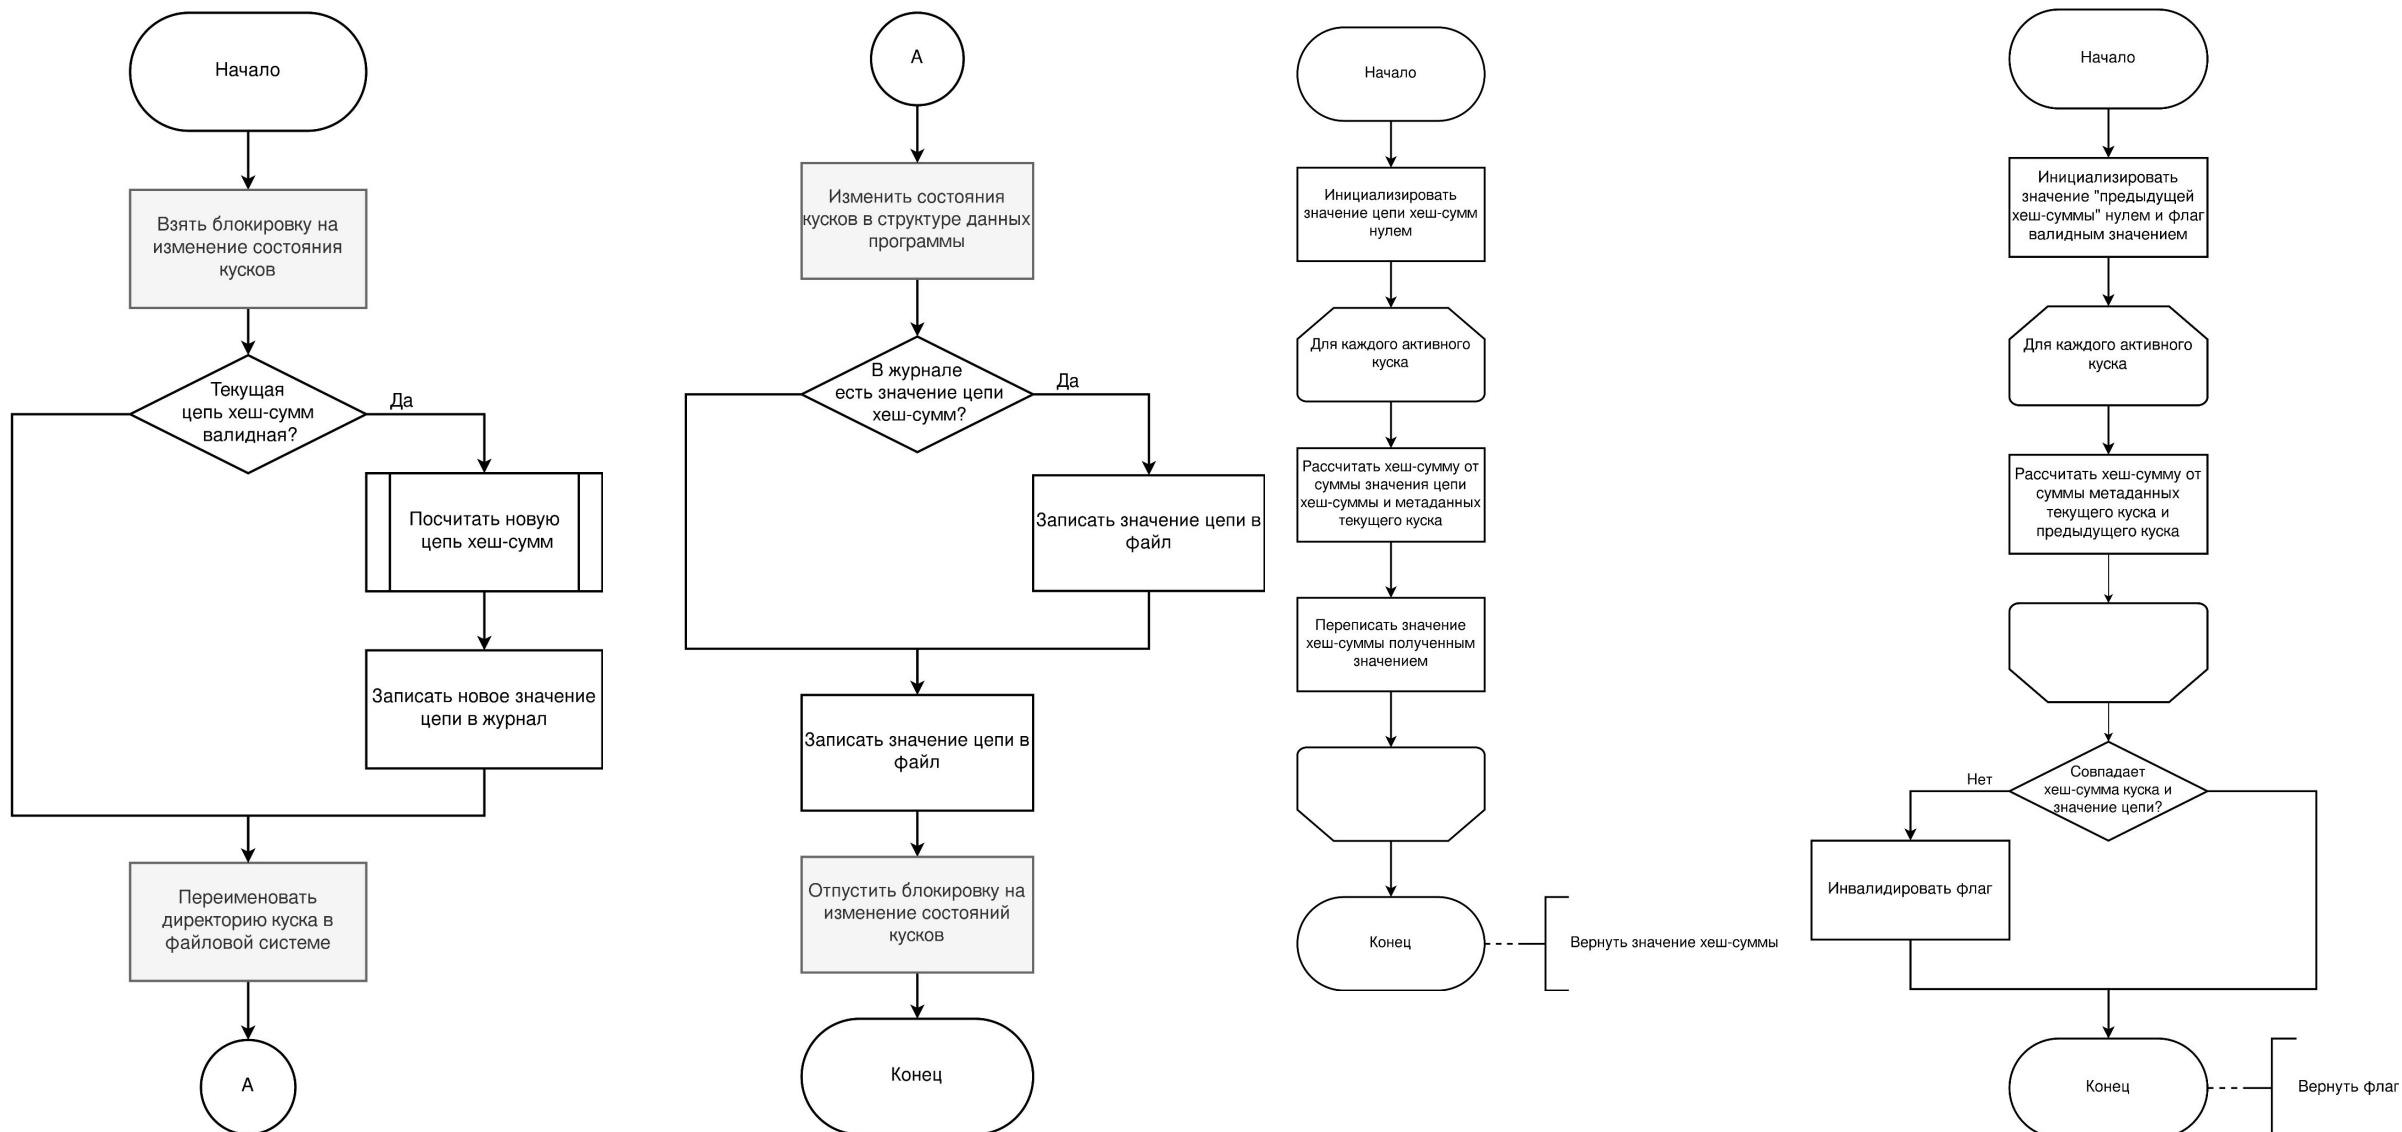 Начало
Взять блокировку на
изменение состояния
кусков
Текущая
цепь хеш-сумм
валидная?
Да
Посчитать новую
цепь хеш-сумм
Записать новое значение
цепи в журнал
Переименовать
директорию куска в
файловой системе
А
А
Изменить состояния
кусков в структуре данных
программы
В журнале
есть значение цепи
хеш-сумм?
Да
Записать значение цепи в
файл
Записать значение цепи в
файл
Отпустить блокировку на
изменение состояний
кусков
Конец
Начало
Инициализировать
значение цепи хеш-сумм
нулем
Для каждого активного
куска
Рассчитать хеш-сумму от
суммы значения цепи
хеш-суммы и метаданных
текущего куска
Переписать значение
хеш-суммы полученным
значением
Конец
Вернуть значение хеш-суммы
Начало
Инициализировать
значение "предыдущей
хеш-суммы" нулем и флаг
валидным значением
Для каждого активного
куска
Рассчитать хеш-сумму от
суммы метаданных
текущего куска и
предыдущего куска
Совпадает
хеш-сумма куска и
значение цепи?
Нет
Инвалидировать флаг
Конец
Вернуть флаг